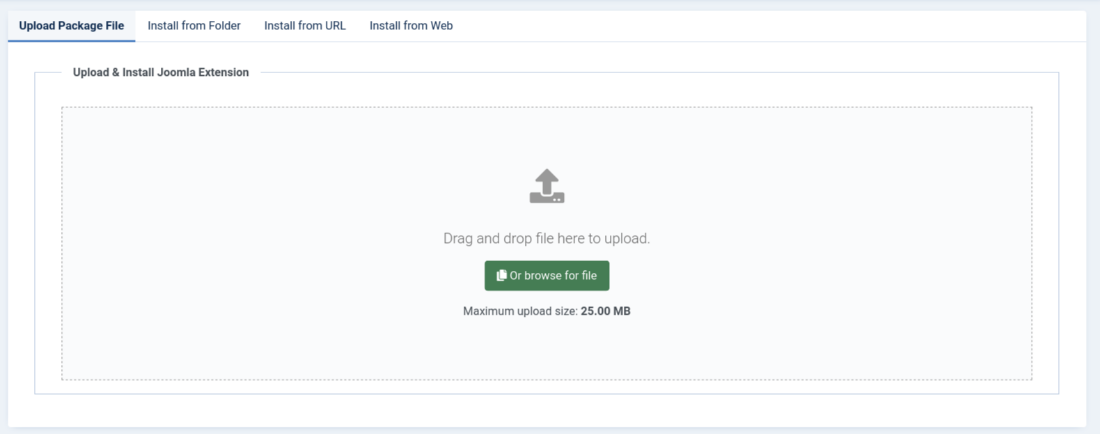 Upload Package File Install from Folder Install from URL Install from Web
Upload & Install Joomla Extension
Drag and drop file here to upload.
Or browse for file
Maximum upload size: 25.00 MB